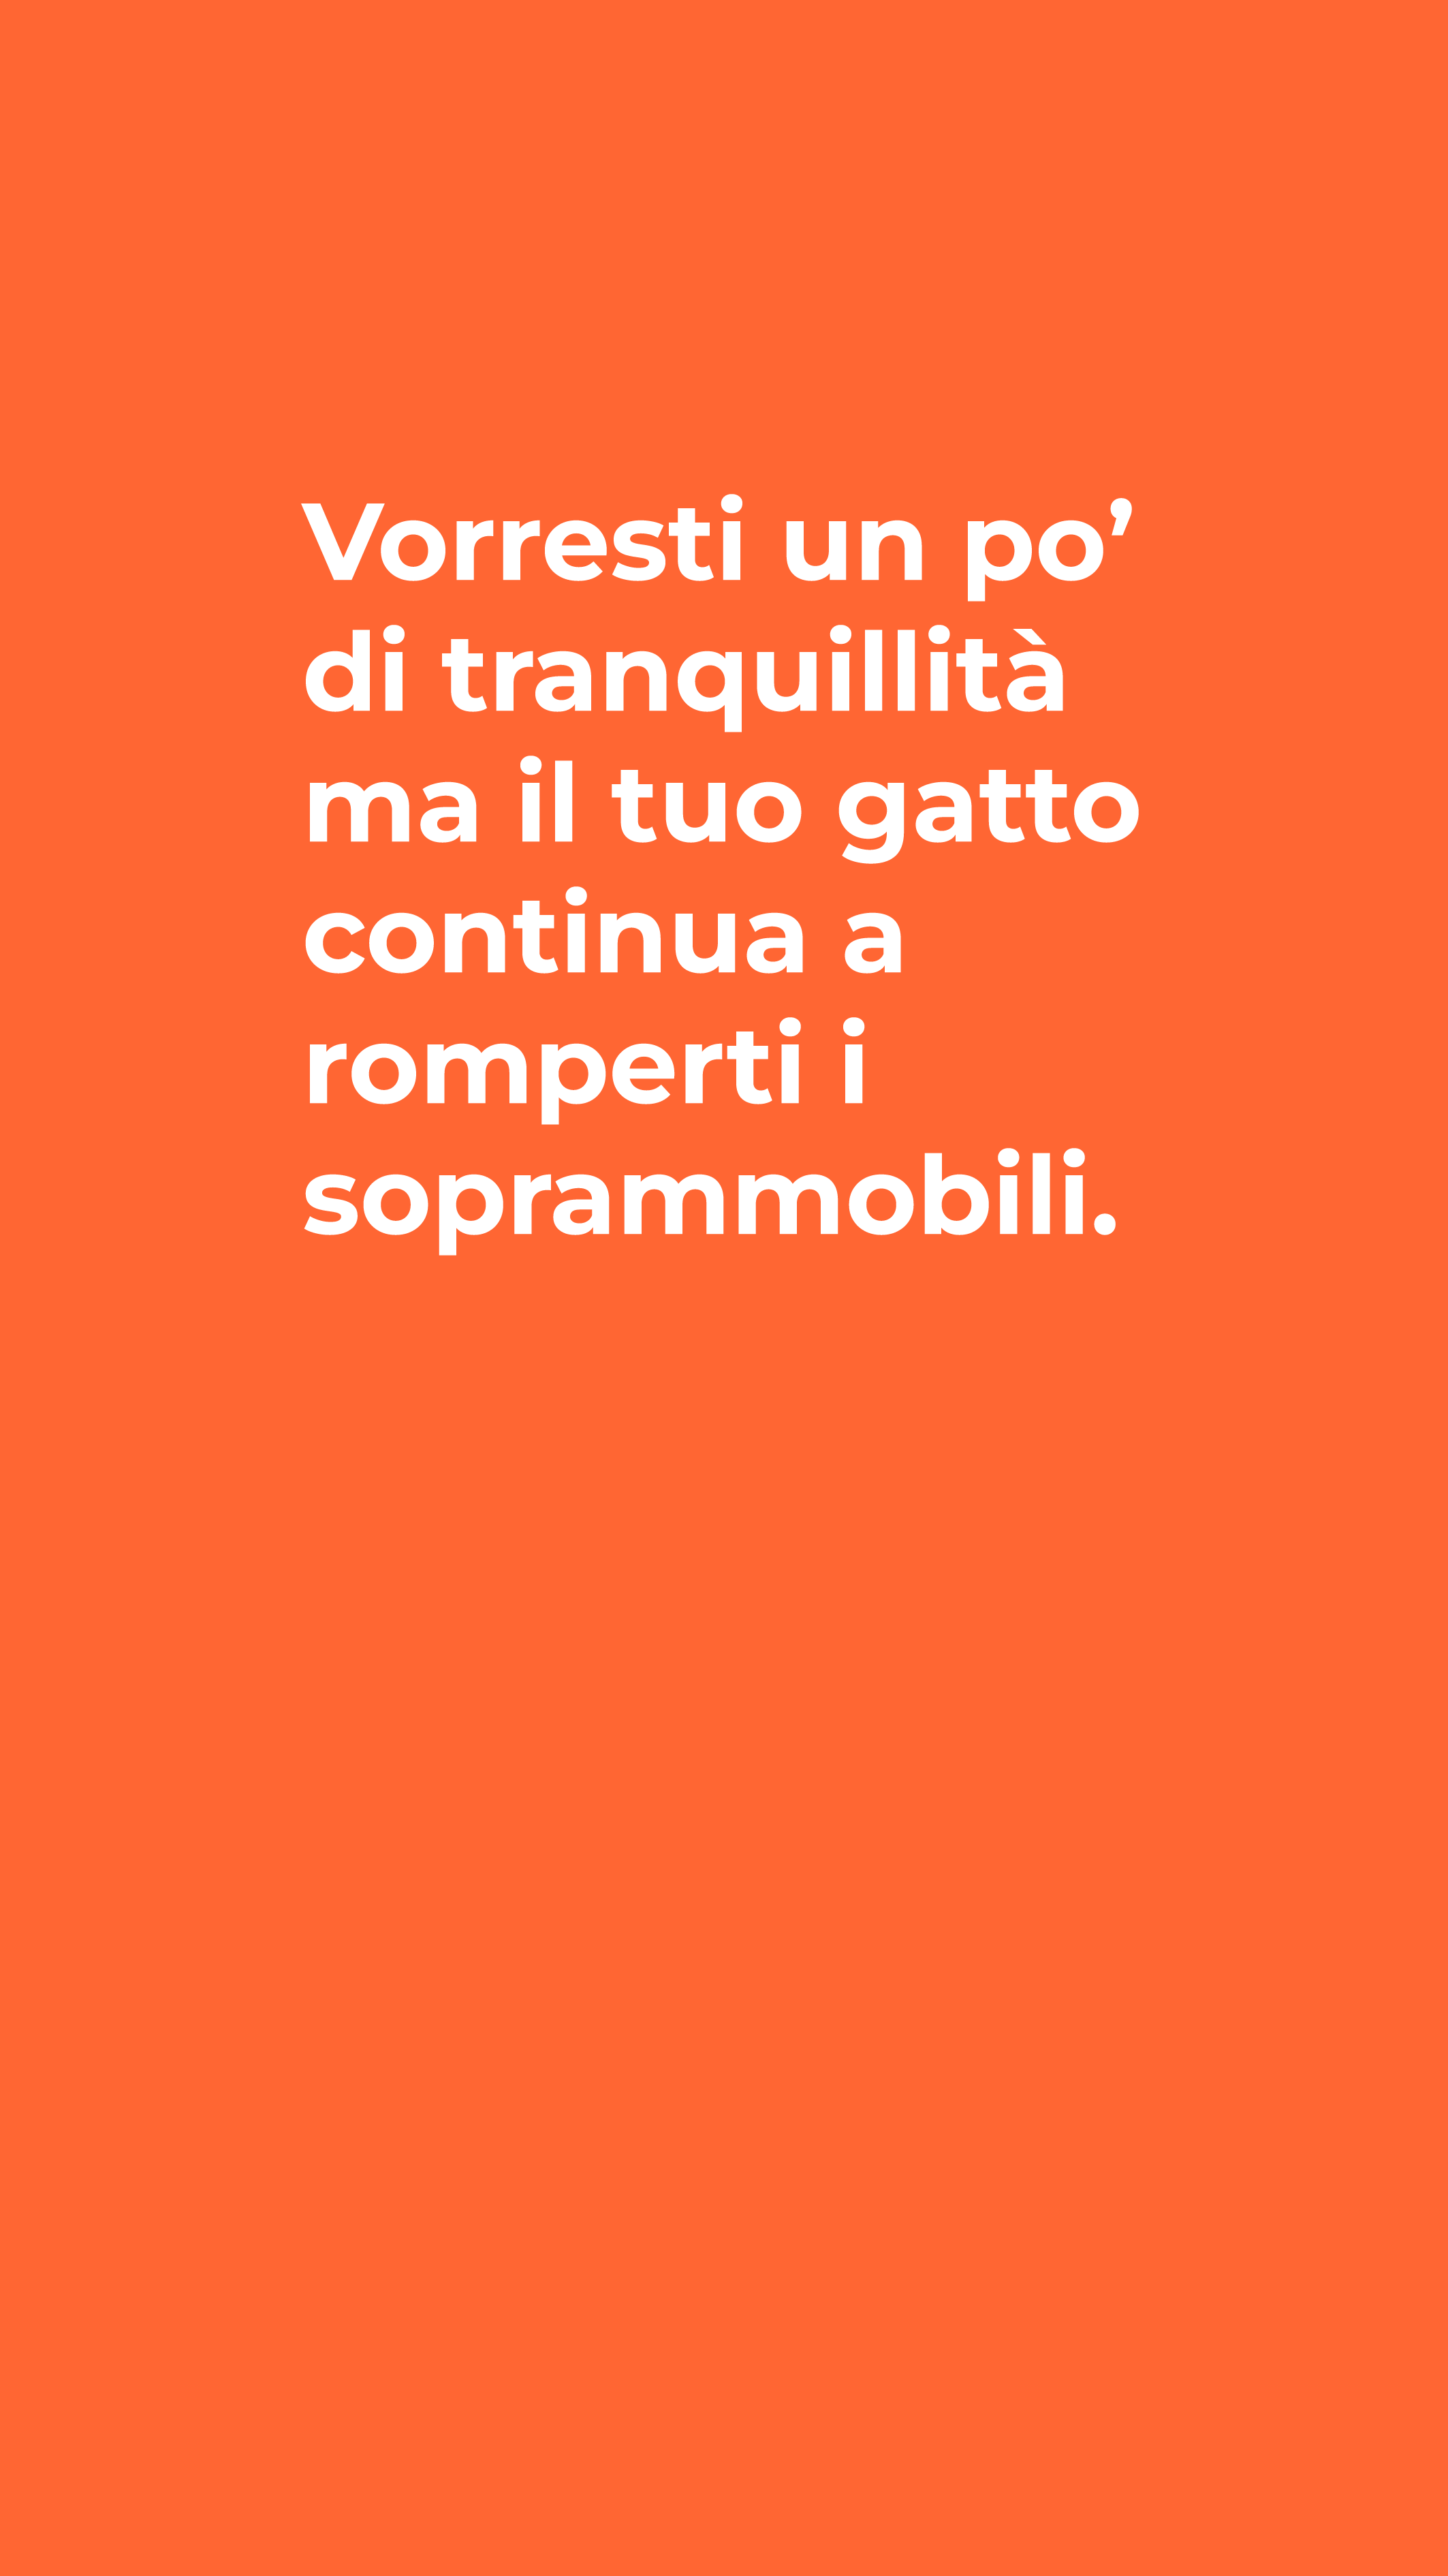 Vorresti un po’
di tranquillità
ma il tuo gatto
continua a
romperti i
soprammobili.